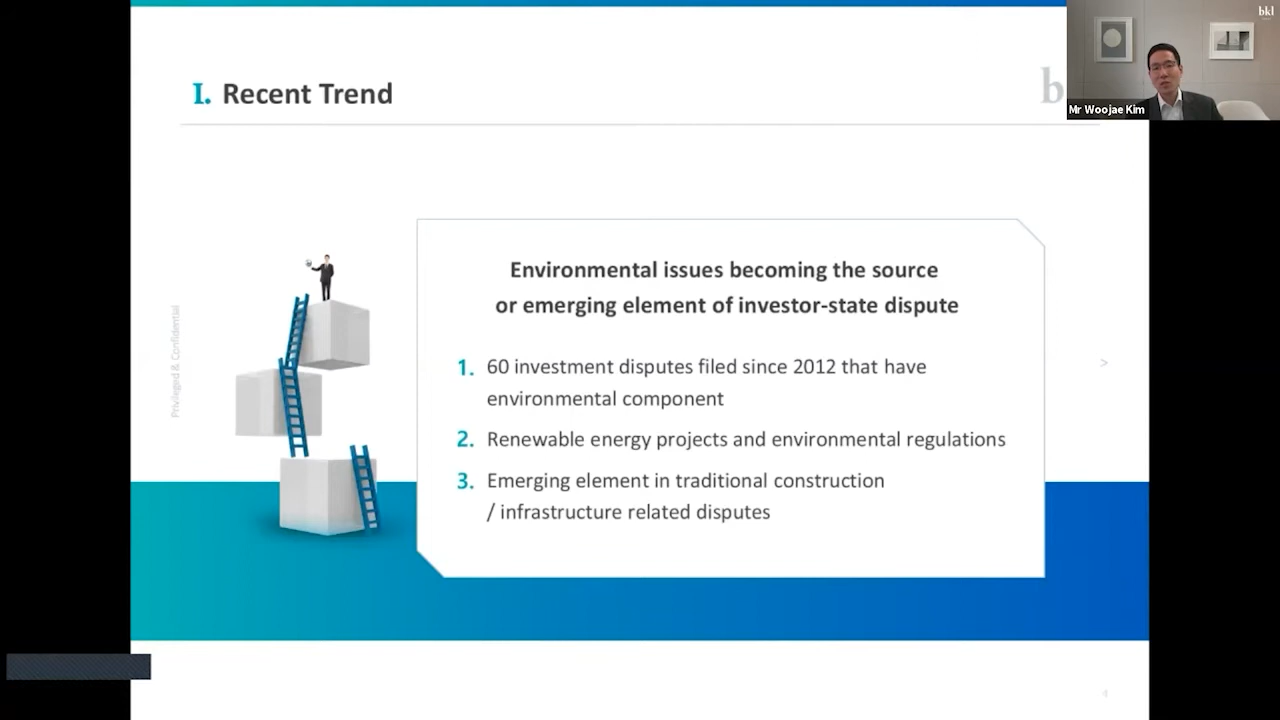 bkl
I. Recent Trend
b
Mr Woojae Kim
Environmental issues becoming the source
or emerging element of investor-state dispute
1. 60 investment disputes filed since 2012 that have
environmental component
2. Renewable energy projects and environmental regulations
3. Emerging element in traditional construction
/ infrastructure related disputes
Privileged & Confidential
>
4